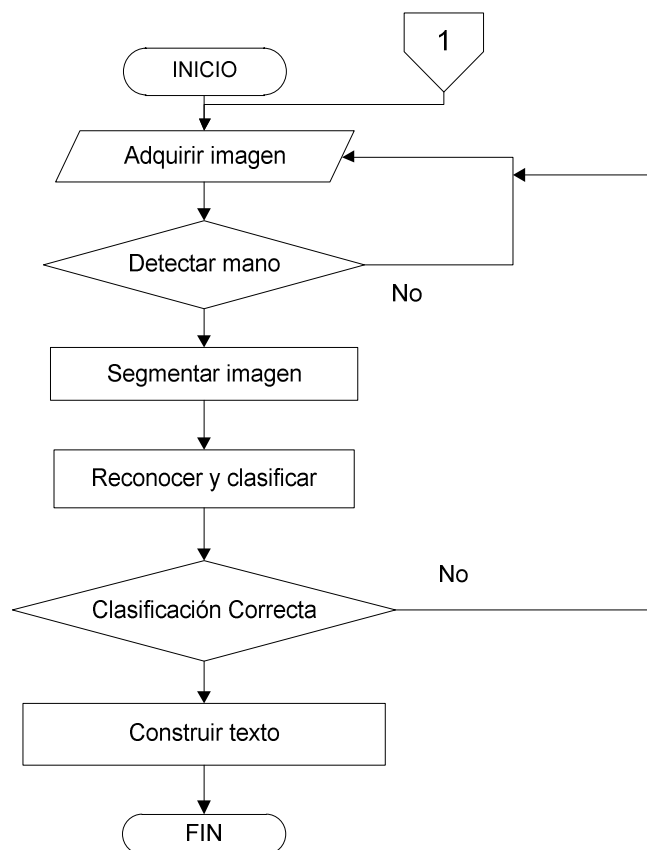 1
INICIO
Adquirir imagen
Detectar mano
No
Segmentar imagen
Reconocer y clasificar
No
Clasificación Correcta
Construir texto
FIN